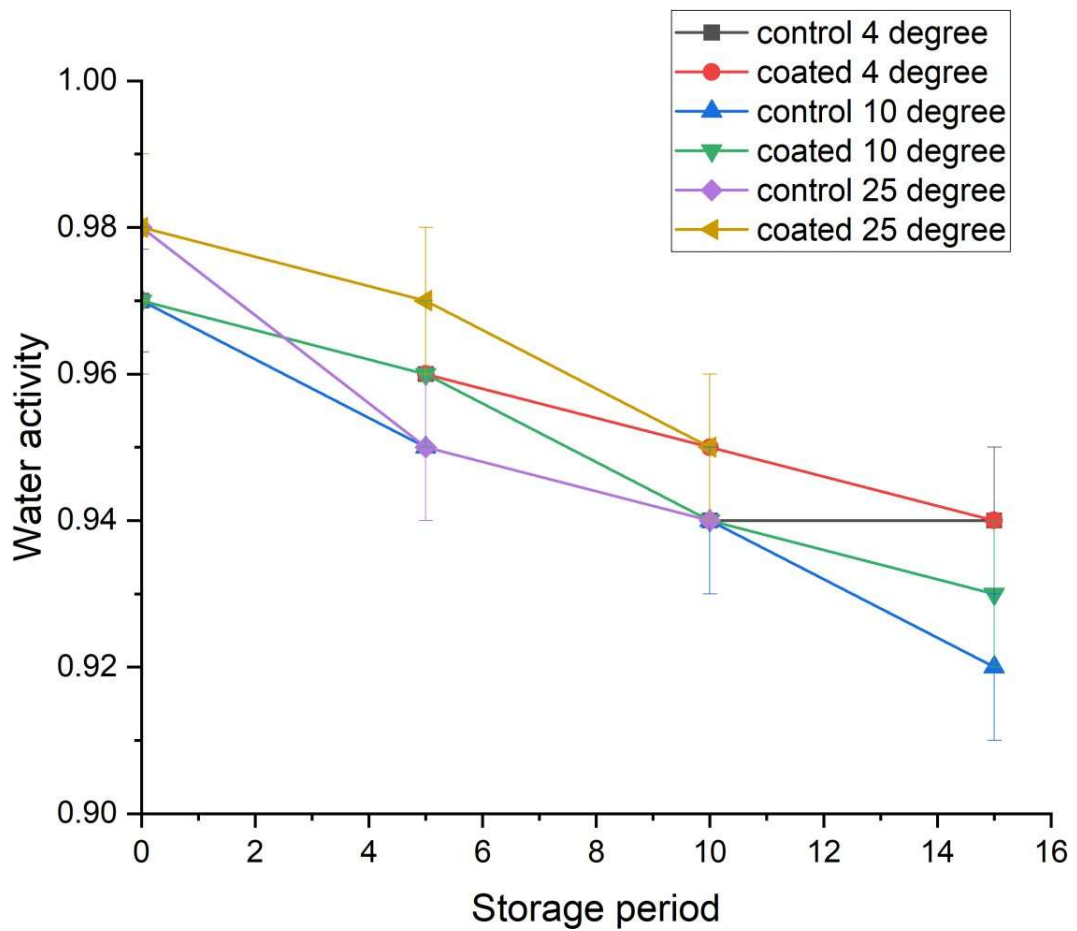 control 4 degree
coated 4 degree
control 10 degree
coated 10 degree
control 25 degree
coated 25 degree
1.00
0.98
0.96
0.94
0.92
0.90
Water activity
0 2 4 6 8 10 12 14 16
Storage period